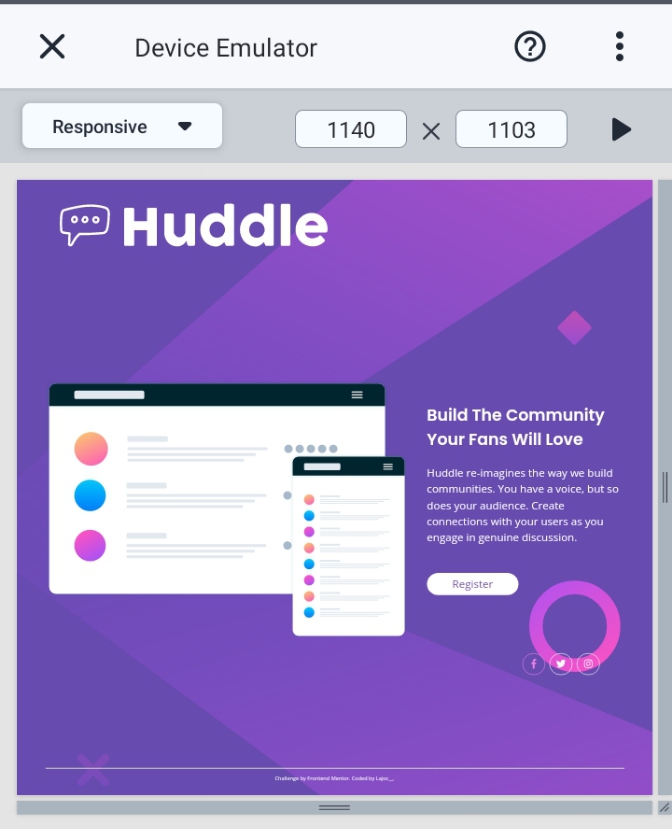 Device Emulator
Responsive
1140 × 1103
Huddle
Build The Community
Your Fans Will Love
Huddle re-imagines the way we build
communities. You have a voice, but so
does your audience. Create
connections with your users as you
engage in genuine discussion.
Register
Challenge by Frontend Mentor. Coded by Lajoc__.